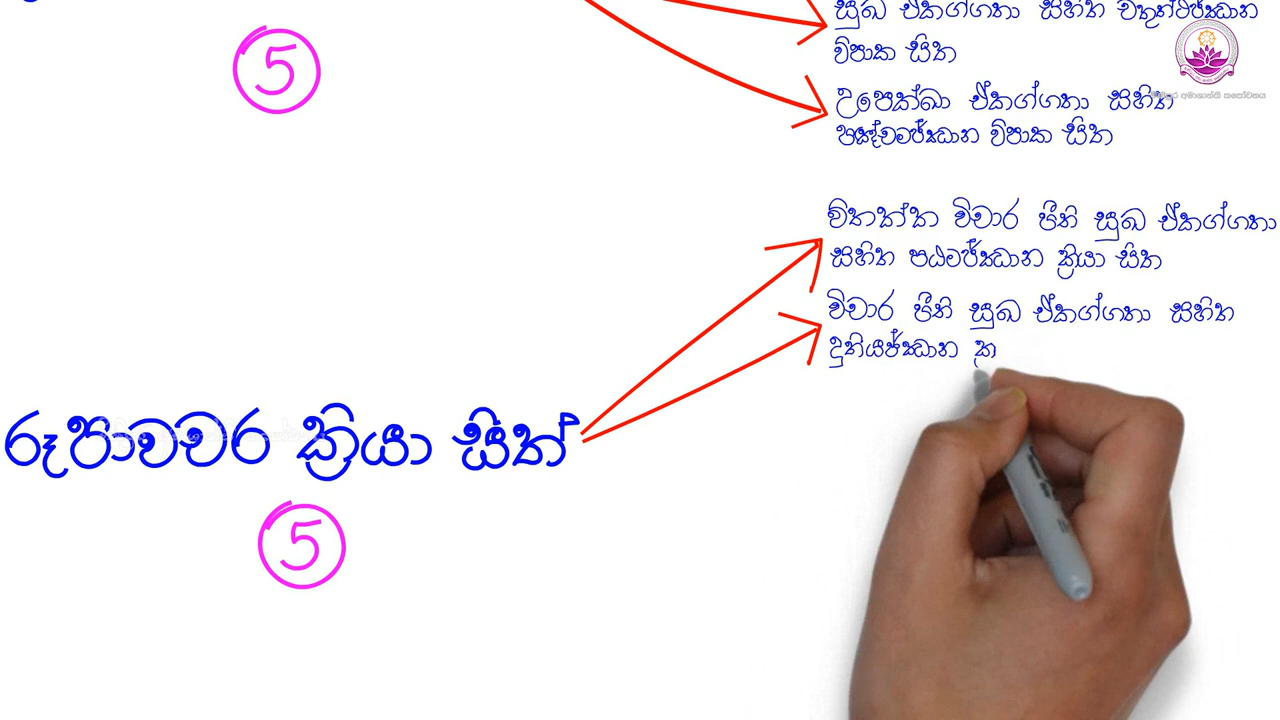 සුඛ ඒකග්ගතා සහිත චතුත්ථජ්ඣාන
විපාක සිත
උපෙක්ඛා ඒකග්ගතා සහිත
පඤ්චමජ්ඣාන විපාක සිත
5
විතක්ක විචාර පීති සුඛ ඒකග්ගතා
සහිත පඨමජ්ඣාන ක්‍රියා සිත
විචාර පීති සුඛ ඒකග්ගතා සහිත
දුතියජ්ඣාන ක
රූපාවචර ක්‍රියා සිත්
5